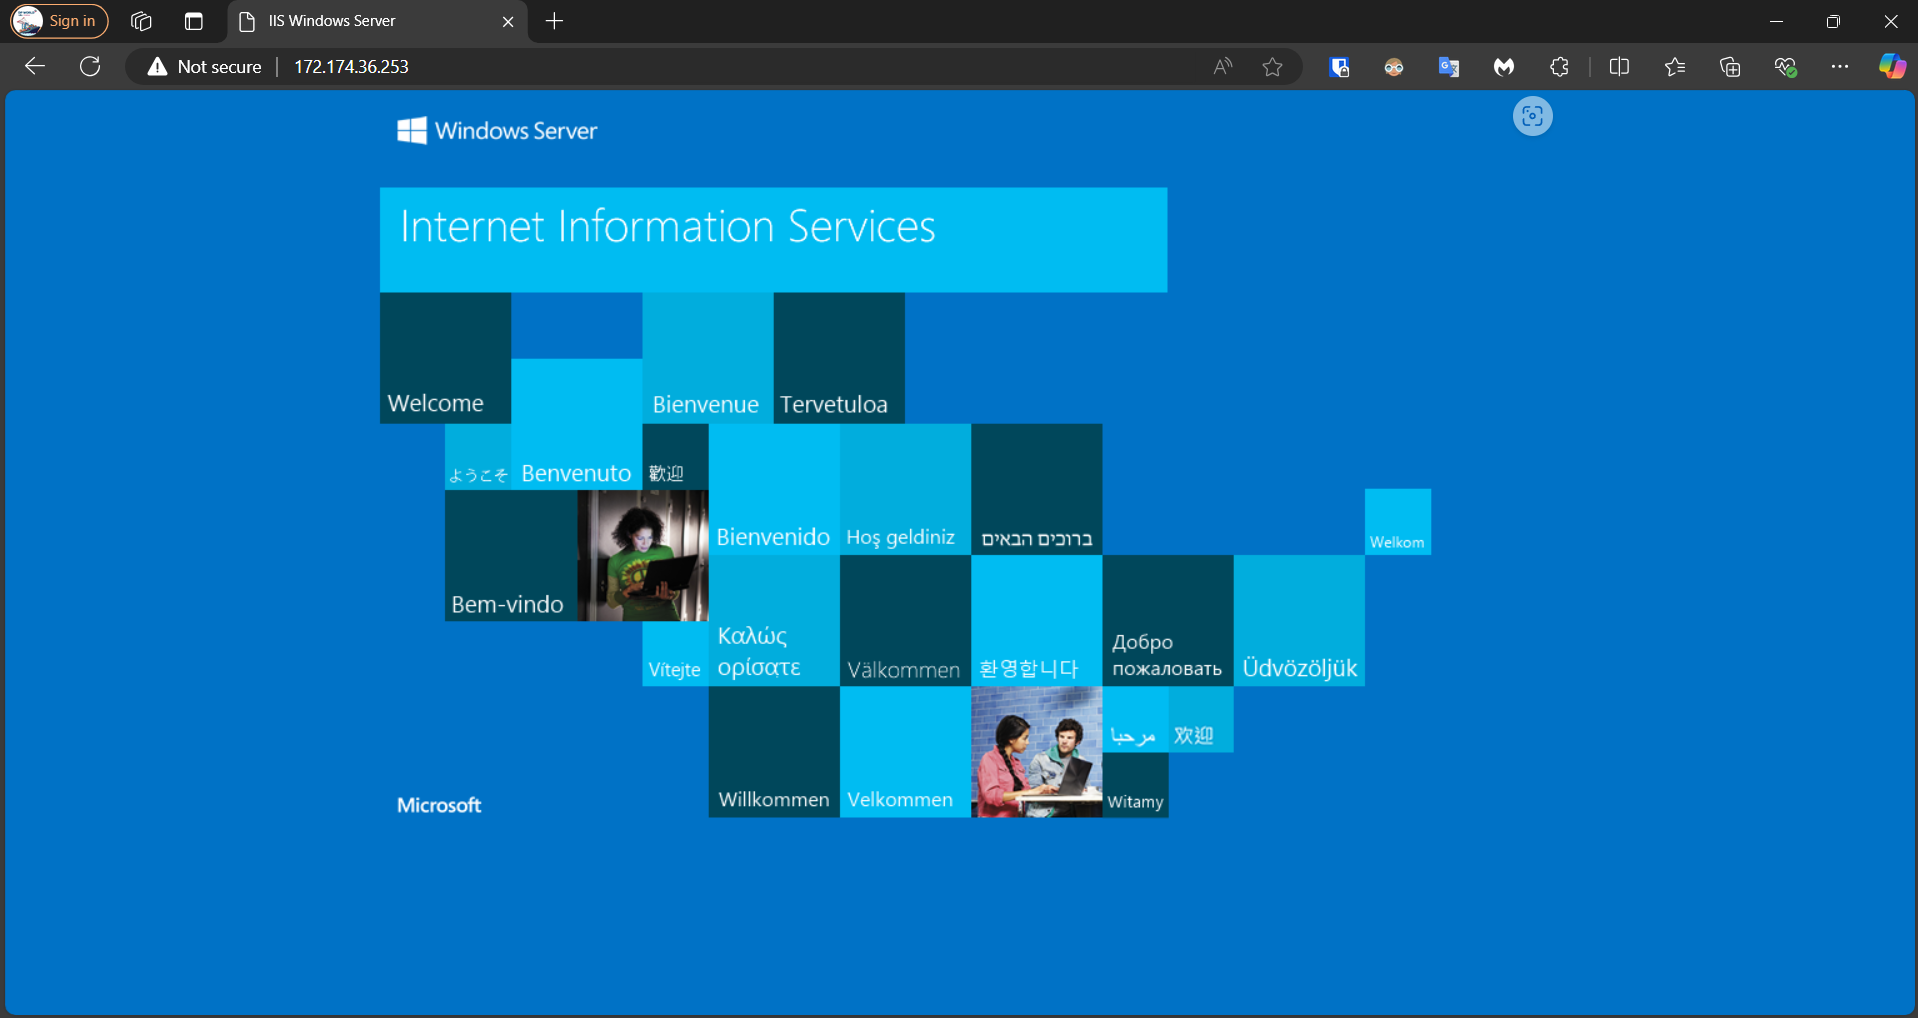 Sign in
IIS Windows Server
Not secure
172.174.36.253
Windows Server
Internet Information Services
Welcome
Bienvenue
Tervetuloa
ようこそ
Benvenuto
歡迎
Bienvenido
Hoş geldiniz
ברוכים הבאים
Welkom
Bem-vindo
Vítejte
Καλώς
ορίσατε
Välkommen
환영합니다
Добро
пожаловать
Üdvözöljük
مرحبا
欢迎
Willkommen
Velkommen
Witamy
Microsoft